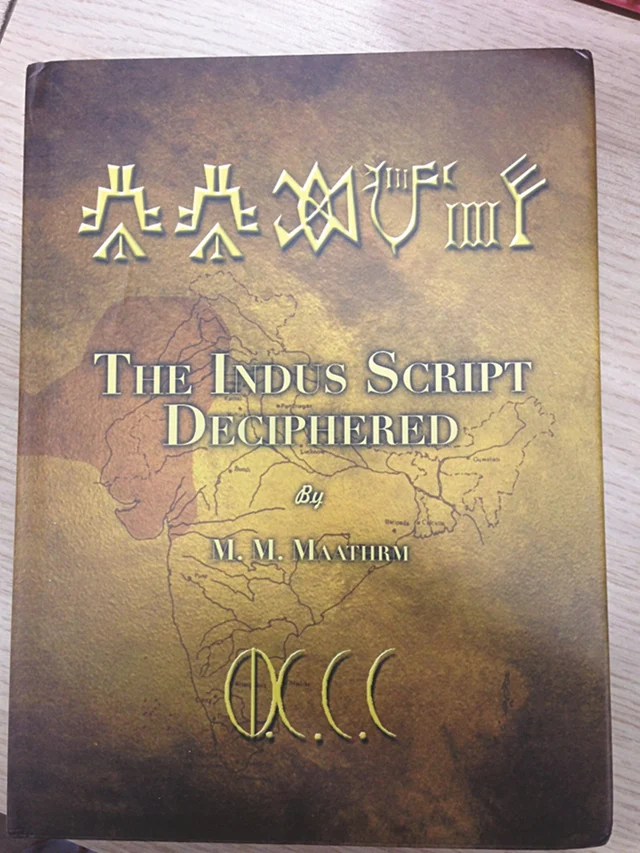 THE INDUS SCRIPT
DECIPHERED
By
M. M. MAATHRM